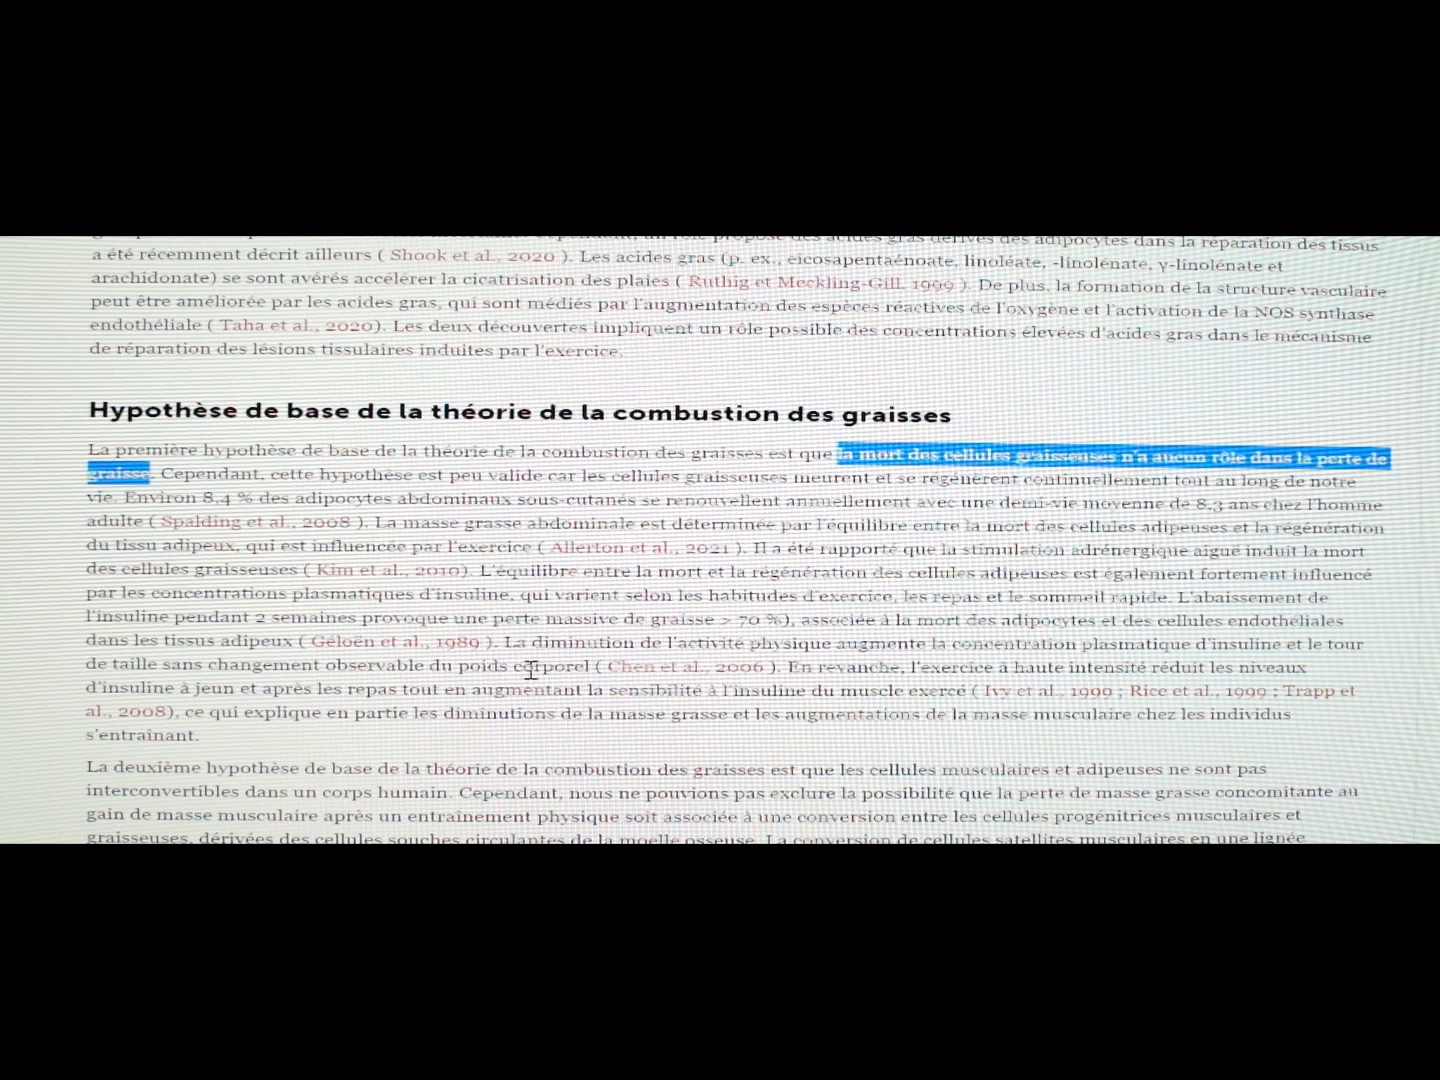 a été récemment décrit ailleurs ( Shook et al., 2020 ). Les acides gras (p. ex., eicosapentaénoate, linoléate, -linolénate, γ-linolénate et
arachidonate) se sont avérés accélérer la cicatrisation des plaies ( Ruthig et Meckling-Gill, 1999 ). De plus, la formation de la structure vasculaire
peut être améliorée par les acides gras, qui sont médiés par l'augmentation des espèces réactives de l'oxygène et l'activation de la NOS synthase
endothéliale ( Taha et al., 2020). Les deux découvertes impliquent un rôle possible des concentrations élevées d'acides gras dans le mécanisme
de réparation des lésions tissulaires induites par l'exercice.
Hypothèse de base de la théorie de la combustion des graisses
La première hypothèse de base de la théorie de la combustion des graisses est que la mort des cellules graisseuses n'a aucun rôle dans la perte de
graisse. Cependant, cette hypothèse est peu valide car les cellules graisseuses meurent et se régénèrent continuellement tout au long de notre
vie. Environ 8,4 % des adipocytes abdominaux sous-cutanés se renouvellent annuellement avec une demi-vie moyenne de 8,3 ans chez l'homme
adulte ( Spalding et al., 2008 ). La masse grasse abdominale est déterminée par l'équilibre entre la mort des cellules adipeuses et la régénération
du tissu adipeux, qui est influencée par l'exercice ( Allerton et al., 2021 ). Il a été rapporté que la stimulation adrénergique aiguë induit la mort
des cellules graisseuses ( Kim et al., 2010). L'équilibre entre la mort et la régénération des cellules adipeuses est également fortement influencé
par les concentrations plasmatiques d'insuline, qui varient selon les habitudes d'exercice, les repas et le sommeil rapide. L'abaissement de
l'insuline pendant 2 semaines provoque une perte massive de graisse > 70 %), associée à la mort des adipocytes et des cellules endothéliales
dans les tissus adipeux ( Géloën et al., 1989 ). La diminution de l'activité physique augmente la concentration plasmatique d'insuline et le tour
de taille sans changement observable du poids corporel ( Chen et al., 2006 ). En revanche, l'exercice à haute intensité réduit les niveaux
d'insuline à jeun et après les repas tout en augmentant la sensibilité à l'insuline du muscle exercé ( Ivy et al., 1999 ; Rice et al., 1999 ; Trapp et
al., 2008), ce qui explique en partie les diminutions de la masse grasse et les augmentations de la masse musculaire chez les individus
s'entraînant.
La deuxième hypothèse de base de la théorie de la combustion des graisses est que les cellules musculaires et adipeuses ne sont pas
interconvertibles dans un corps humain. Cependant, nous ne pouvions pas exclure la possibilité que la perte de masse grasse concomitante au
gain de masse musculaire après un entraînement physique soit associée à une conversion entre les cellules progénitrices musculaires et
graisseuses, dérivées des cellules souches circulantes de la moelle osseuse. La conversion de cellules satellites musculaires en une lignée